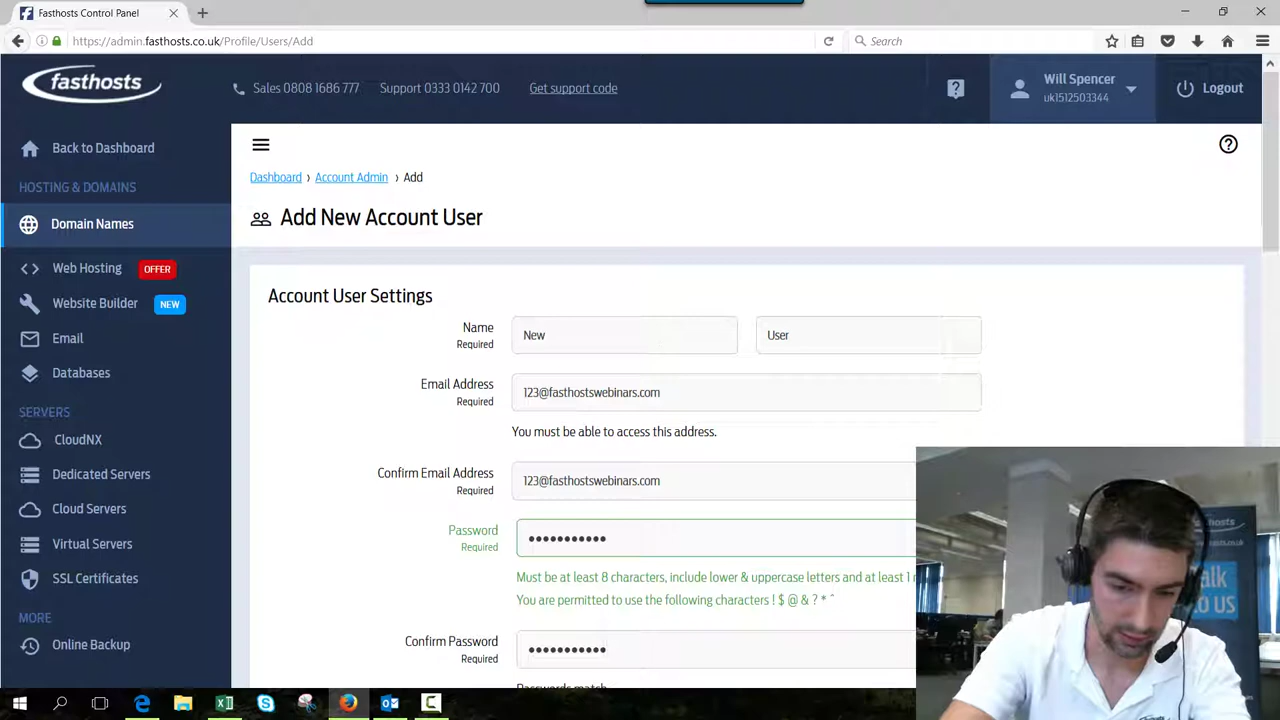 Fasthosts Control Panel
https://admin.fasthosts.co.uk/Profile/Users/Add
Search
fasthosts
Sales 0808 1686 777
Support 0333 0142 700
Get support code
Will Spencer
uk1512503344
Logout
Back to Dashboard
HOSTING & DOMAINS
Domain Names
Web Hosting OFFER
Website Builder NEW
Email
Databases
SERVERS
CloudNX
Dedicated Servers
Cloud Servers
Virtual Servers
SSL Certificates
MORE
Online Backup
Dashboard › Account Admin › Add
Add New Account User
Account User Settings
Name
Required
New
User
Email Address
Required
123@fasthostswebinars.com
You must be able to access this address.
Confirm Email Address
Required
123@fasthostswebinars.com
Password
Required
•••••••••••
Must be at least 8 characters, include lower & uppercase letters and at least 1
You are permitted to use the following characters ! $ @ & ? * ^
Confirm Password
Required
•••••••••••
Passwords match
TO US